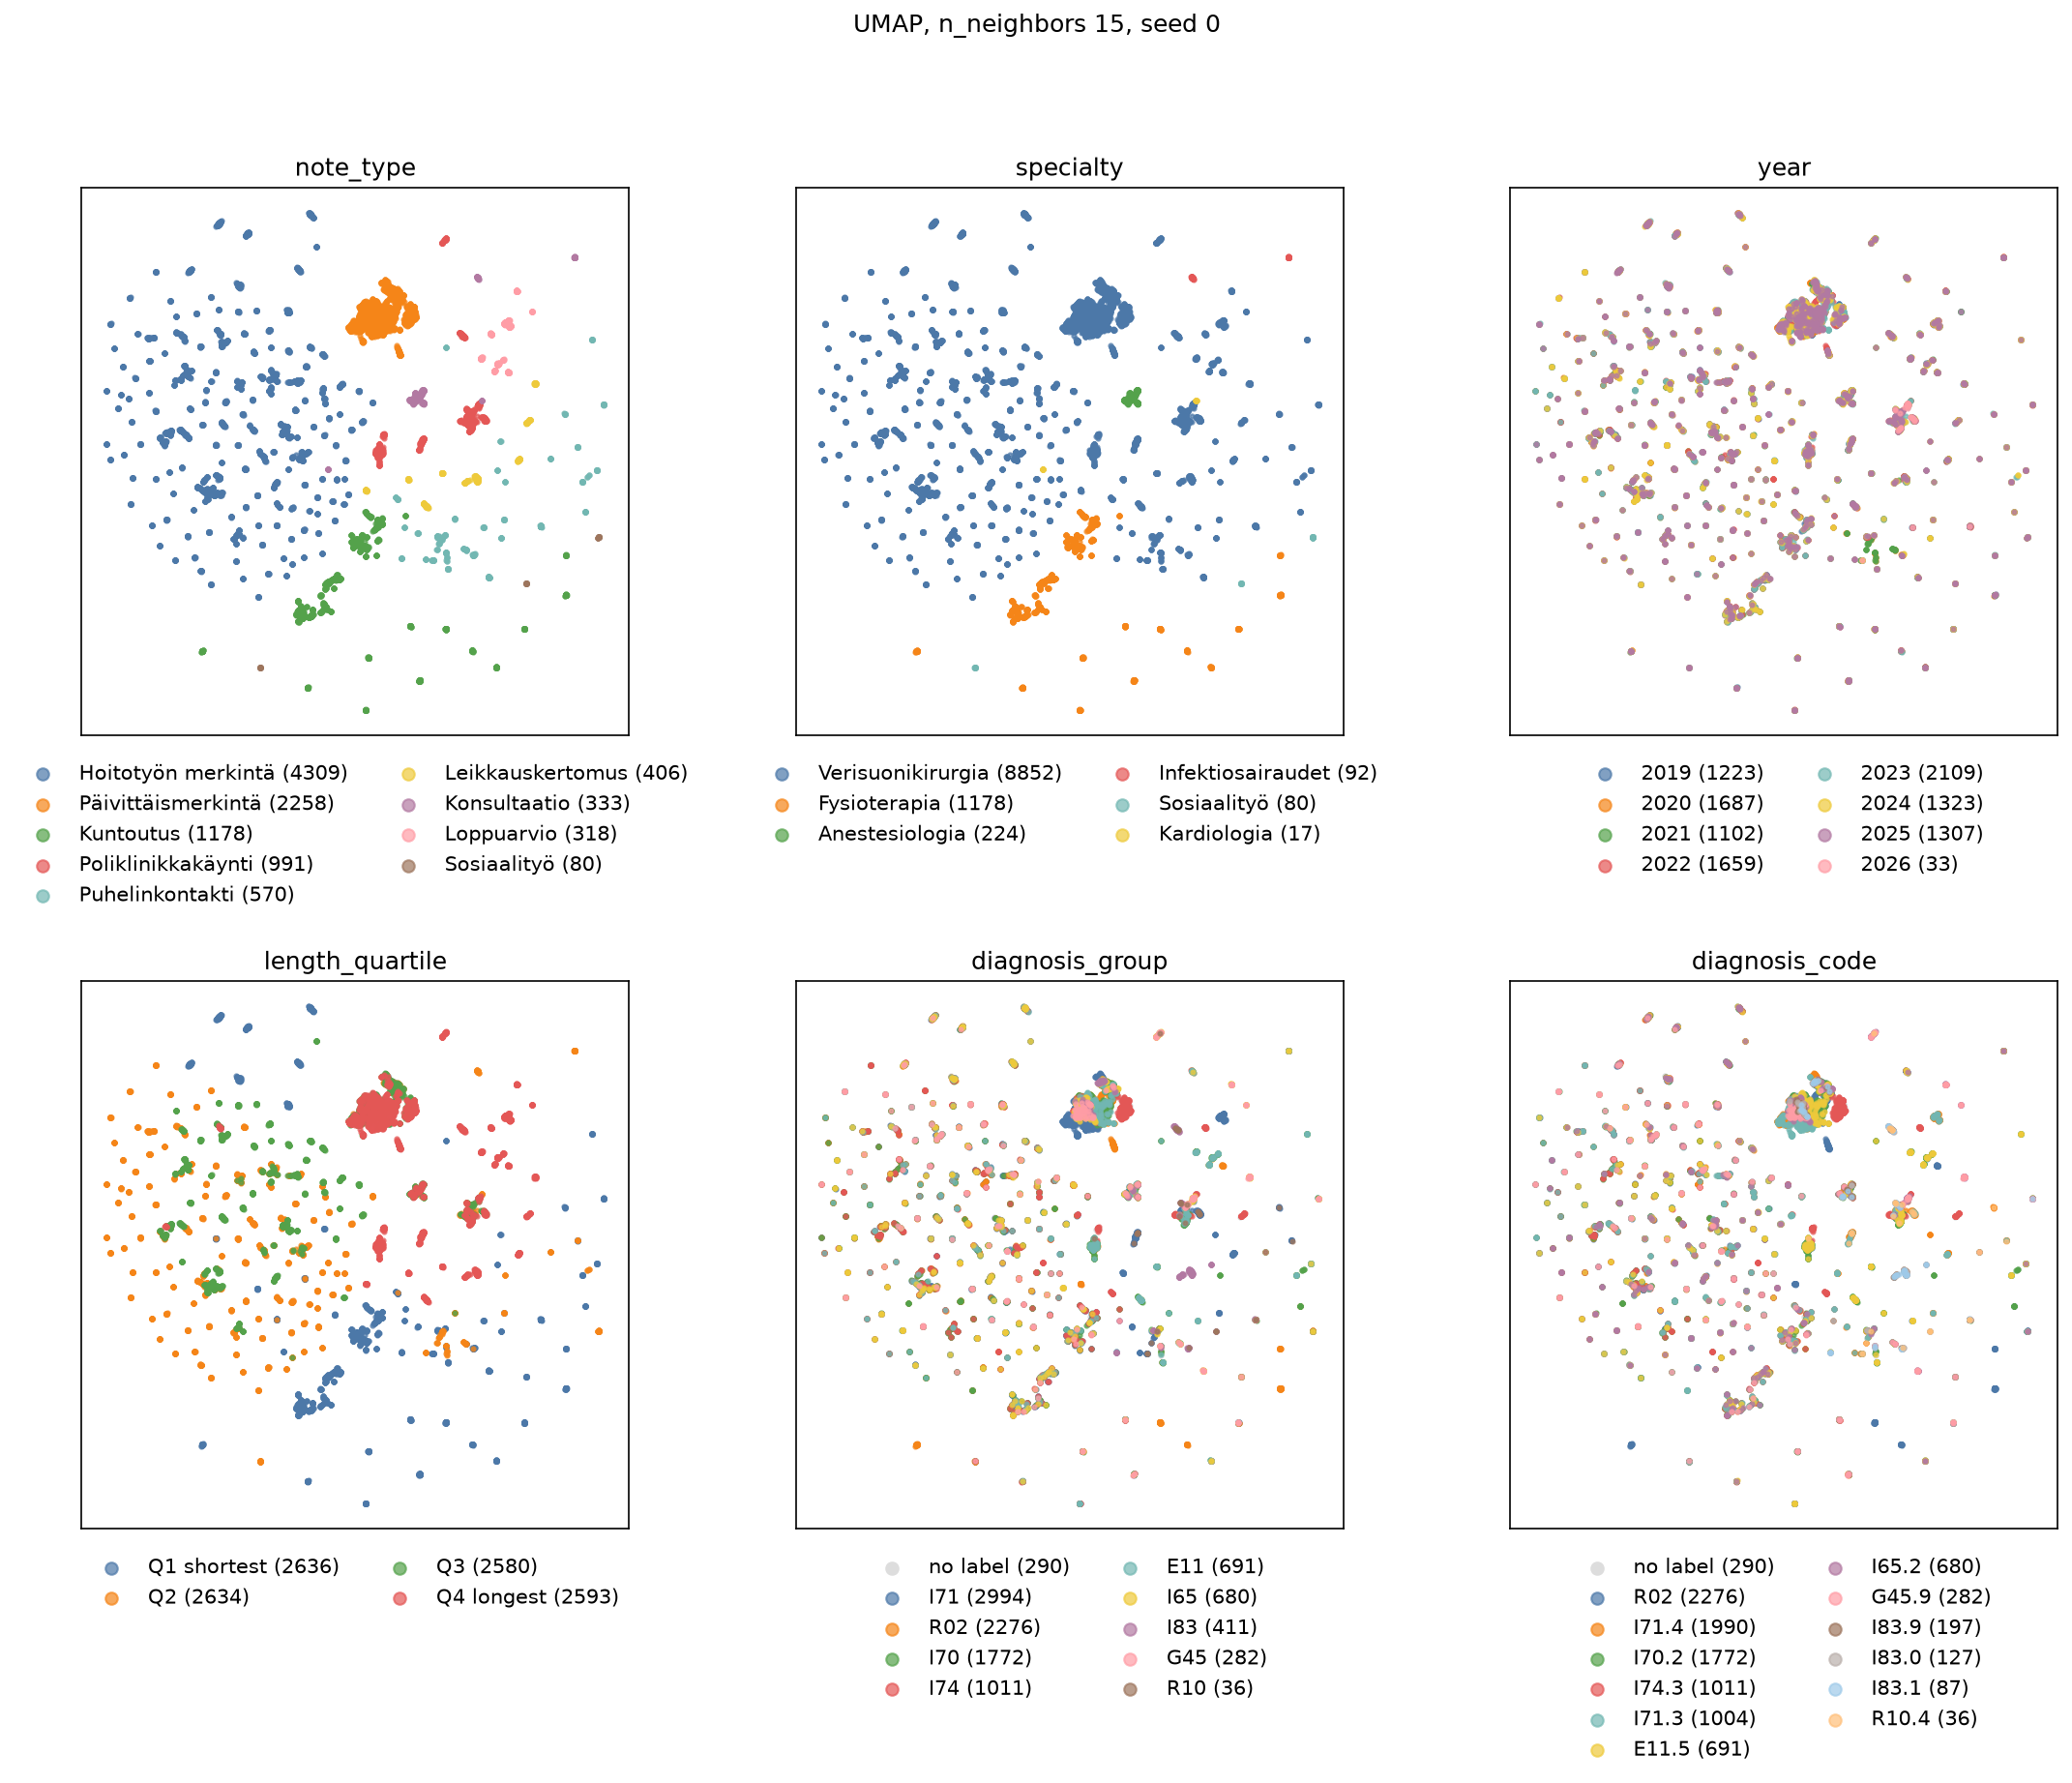 UMAP, n_neighbors 15, seed 0
note_type
Hoitotyön merkintä (4309)
Päivittäismerkintä (2258)
Kuntoutus (1178)
Poliklinikkakäynti (991)
Puhelinkontakti (570)
Leikkauskertomus (406)
Konsultaatio (333)
Loppuarvio (318)
Sosiaalityö (80)
specialty
Verisuonikirurgia (8852)
Fysioterapia (1178)
Anestesiologia (224)
Infektiosairaudet (92)
Sosiaalityö (80)
Kardiologia (17)
year
2019 (1223)
2020 (1687)
2021 (1102)
2022 (1659)
2023 (2109)
2024 (1323)
2025 (1307)
2026 (33)
length_quartile
Q1 shortest (2636)
Q2 (2634)
Q3 (2580)
Q4 longest (2593)
diagnosis_group
no label (290)
I71 (2994)
R02 (2276)
I70 (1772)
I74 (1011)
E11 (691)
I65 (680)
I83 (411)
G45 (282)
R10 (36)
diagnosis_code
no label (290)
R02 (2276)
I71.4 (1990)
I70.2 (1772)
I74.3 (1011)
I71.3 (1004)
E11.5 (691)
I65.2 (680)
G45.9 (282)
I83.9 (197)
I83.0 (127)
I83.1 (87)
R10.4 (36)